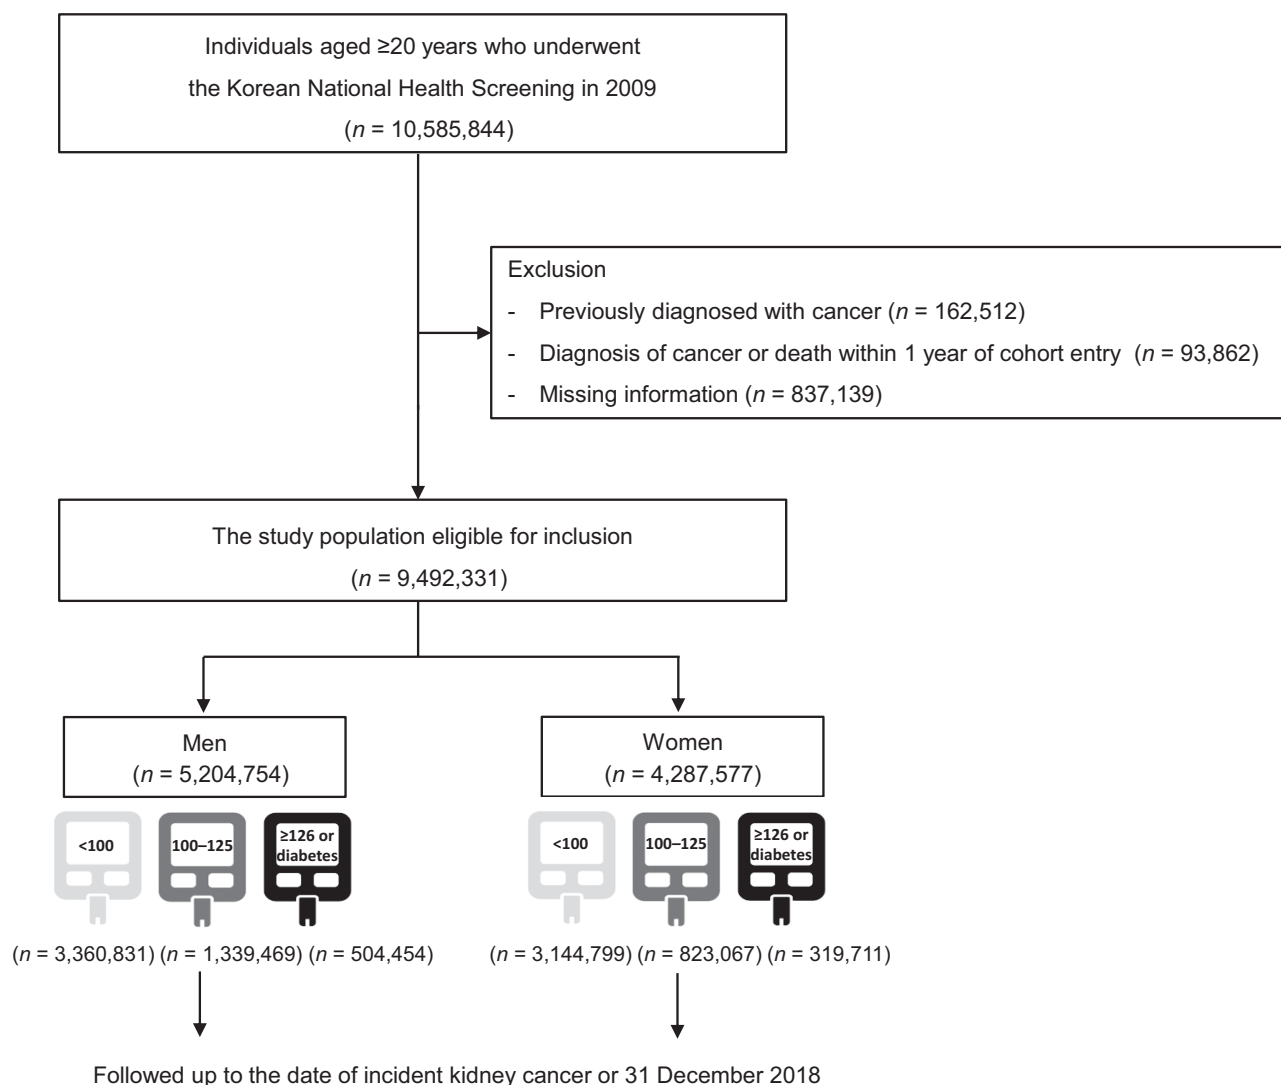 Individuals aged ≥20 years who underwent
the Korean National Health Screening in 2009
(n = 10,585,844)
Exclusion
- Previously diagnosed with cancer (n = 162,512)
- Diagnosis of cancer or death within 1 year of cohort entry (n = 93,862)
- Missing information (n = 837,139)
The study population eligible for inclusion
(n = 9,492,331)
Men
(n = 5,204,754)
Women
(n = 4,287,577)
<100
100–125
≥126 or
diabetes
<100
100–125
≥126 or
diabetes
(n = 3,360,831) (n = 1,339,469) (n = 504,454)
(n = 3,144,799) (n = 823,067) (n = 319,711)
Followed up to the date of incident kidney cancer or 31 December 2018